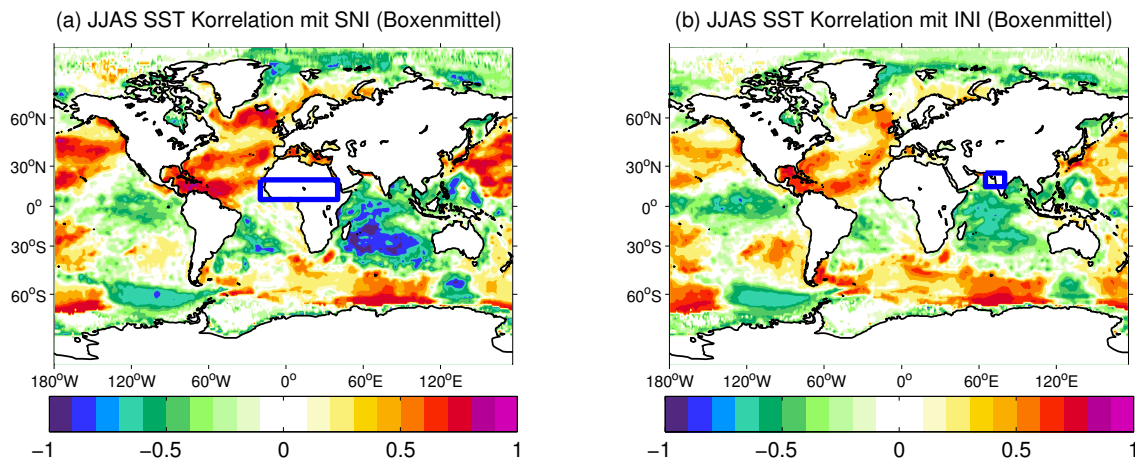 (a) JJAS SST Korrelation mit SNI (Boxenmittel)
60°N
30°N
0°
30°S
60°S
180°W 120°W 60°W 0° 60°E 120°E
−1 −0.5 0 0.5 1
(b) JJAS SST Korrelation mit INI (Boxenmittel)
60°N
30°N
0°
30°S
60°S
180°W 120°W 60°W 0° 60°E 120°E
−1 −0.5 0 0.5 1